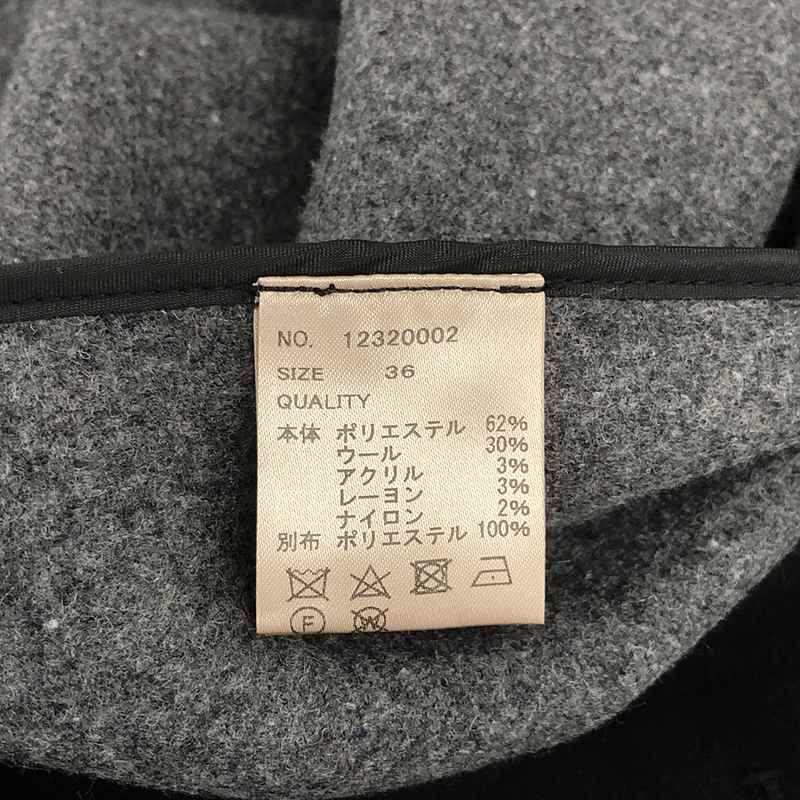 NO. 12320002
SIZE 36
QUALITY
本体 ポリエステル 62%
ウール 30%
アクリル 3%
レーヨン 3%
ナイロン 2%
別布 ポリエステル 100%
F W